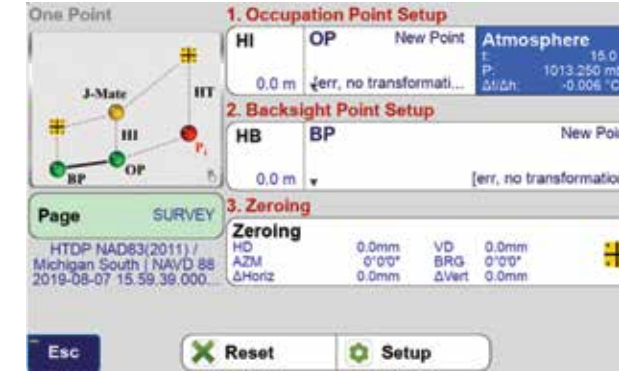 One Point
J-Mate
HT
HI
P₁
OP
BP
Page SURVEY
HTDP NAD83(2011) /
Michigan South | NAVD 88
2019-08-07 15.59.39.000...
1. Occupation Point Setup
HI OP New Point
0.0 m {err, no transformati...
Atmosphere
t: 15.0
P: 1013.250 m
Δt/Δh: -0.006 °C
2. Backsight Point Setup
HB BP New Poi
0.0 m [err, no transformation
3. Zeroing
Zeroing
HD 0.0mm VD 0.0mm
AZM 0°0'0" BRG 0°0'0"
ΔHoriz 0.0mm ΔVert 0.0mm
Esc Reset Setup